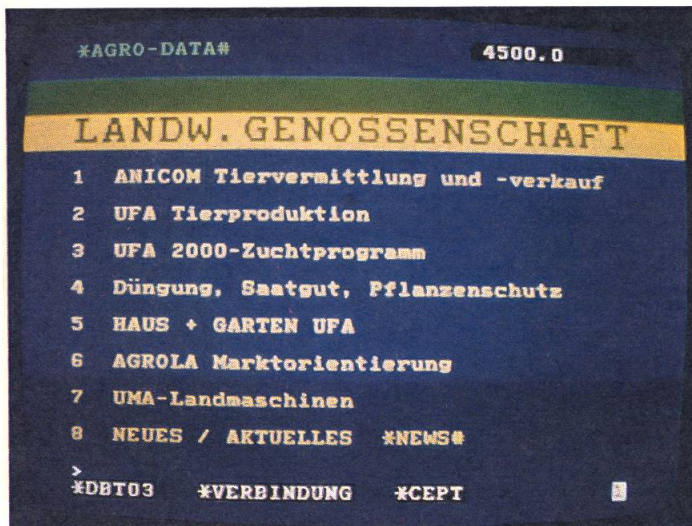 *AGRO-DATA# 4500.0
LANDW. GENOSSENSCHAFT
1 ANICOM Tiervermittlung und -verkauf
2 UFA Tierproduktion
3 UFA 2000-Zuchtprogramm
4 Düngung, Saatgut, Pflanzenschutz
5 HAUS + GARTEN UFA
6 AGROLA Marktorientierung
7 UMA-Landmaschinen
8 NEUES / AKTUELLES *NEWS#
>
*DBT03 *VERBINDUNG *CEPT 1